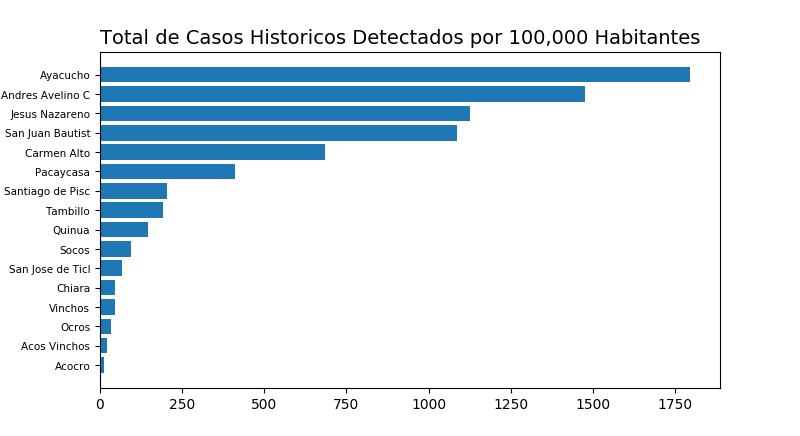 Total de Casos Historicos Detectados por 100,000 Habitantes
Ayacucho
Andres Avelino C
Jesus Nazareno
San Juan Bautist
Carmen Alto
Pacaycasa
Santiago de Pisc
Tambillo
Quinua
Socos
San Jose de Ticl
Chiara
Vinchos
Ocros
Acos Vinchos
Acocro
0 250 500 750 1000 1250 1500 1750